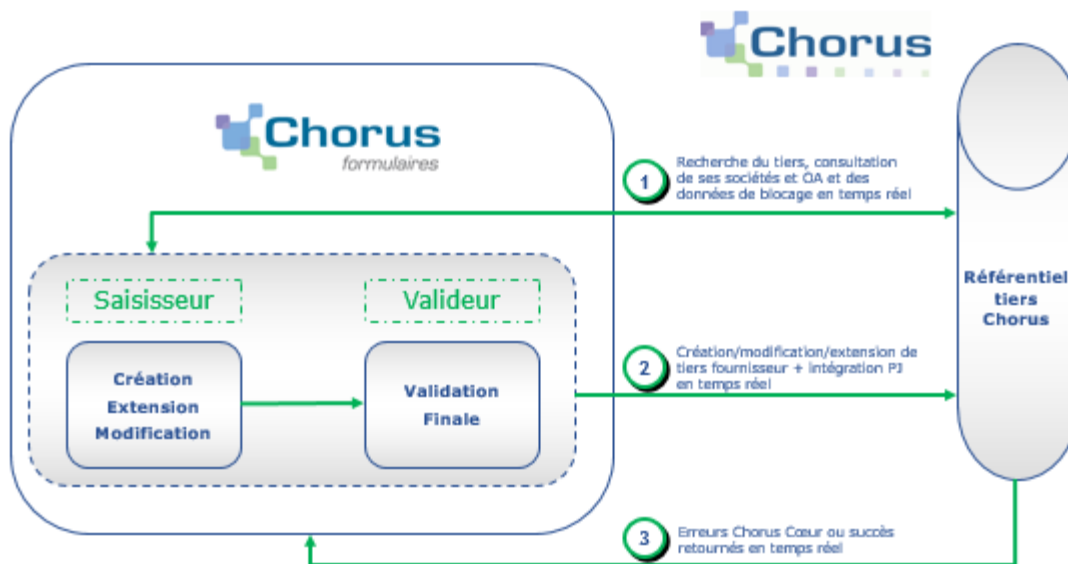 Chorus
Chorus
formulaires
1
Recherche du tiers, consultation
de ses sociétés et OA et des
données de blocage en temps réel
Saisisseur
Valideur
Référentiel
tiers
Chorus
Création
Extension
Modification
Validation
Finale
2
Création/modification/extension de
tiers fournisseur + intégration PJ
en temps réel
3
Erreurs Chorus Cœur ou succès
retournés en temps réel